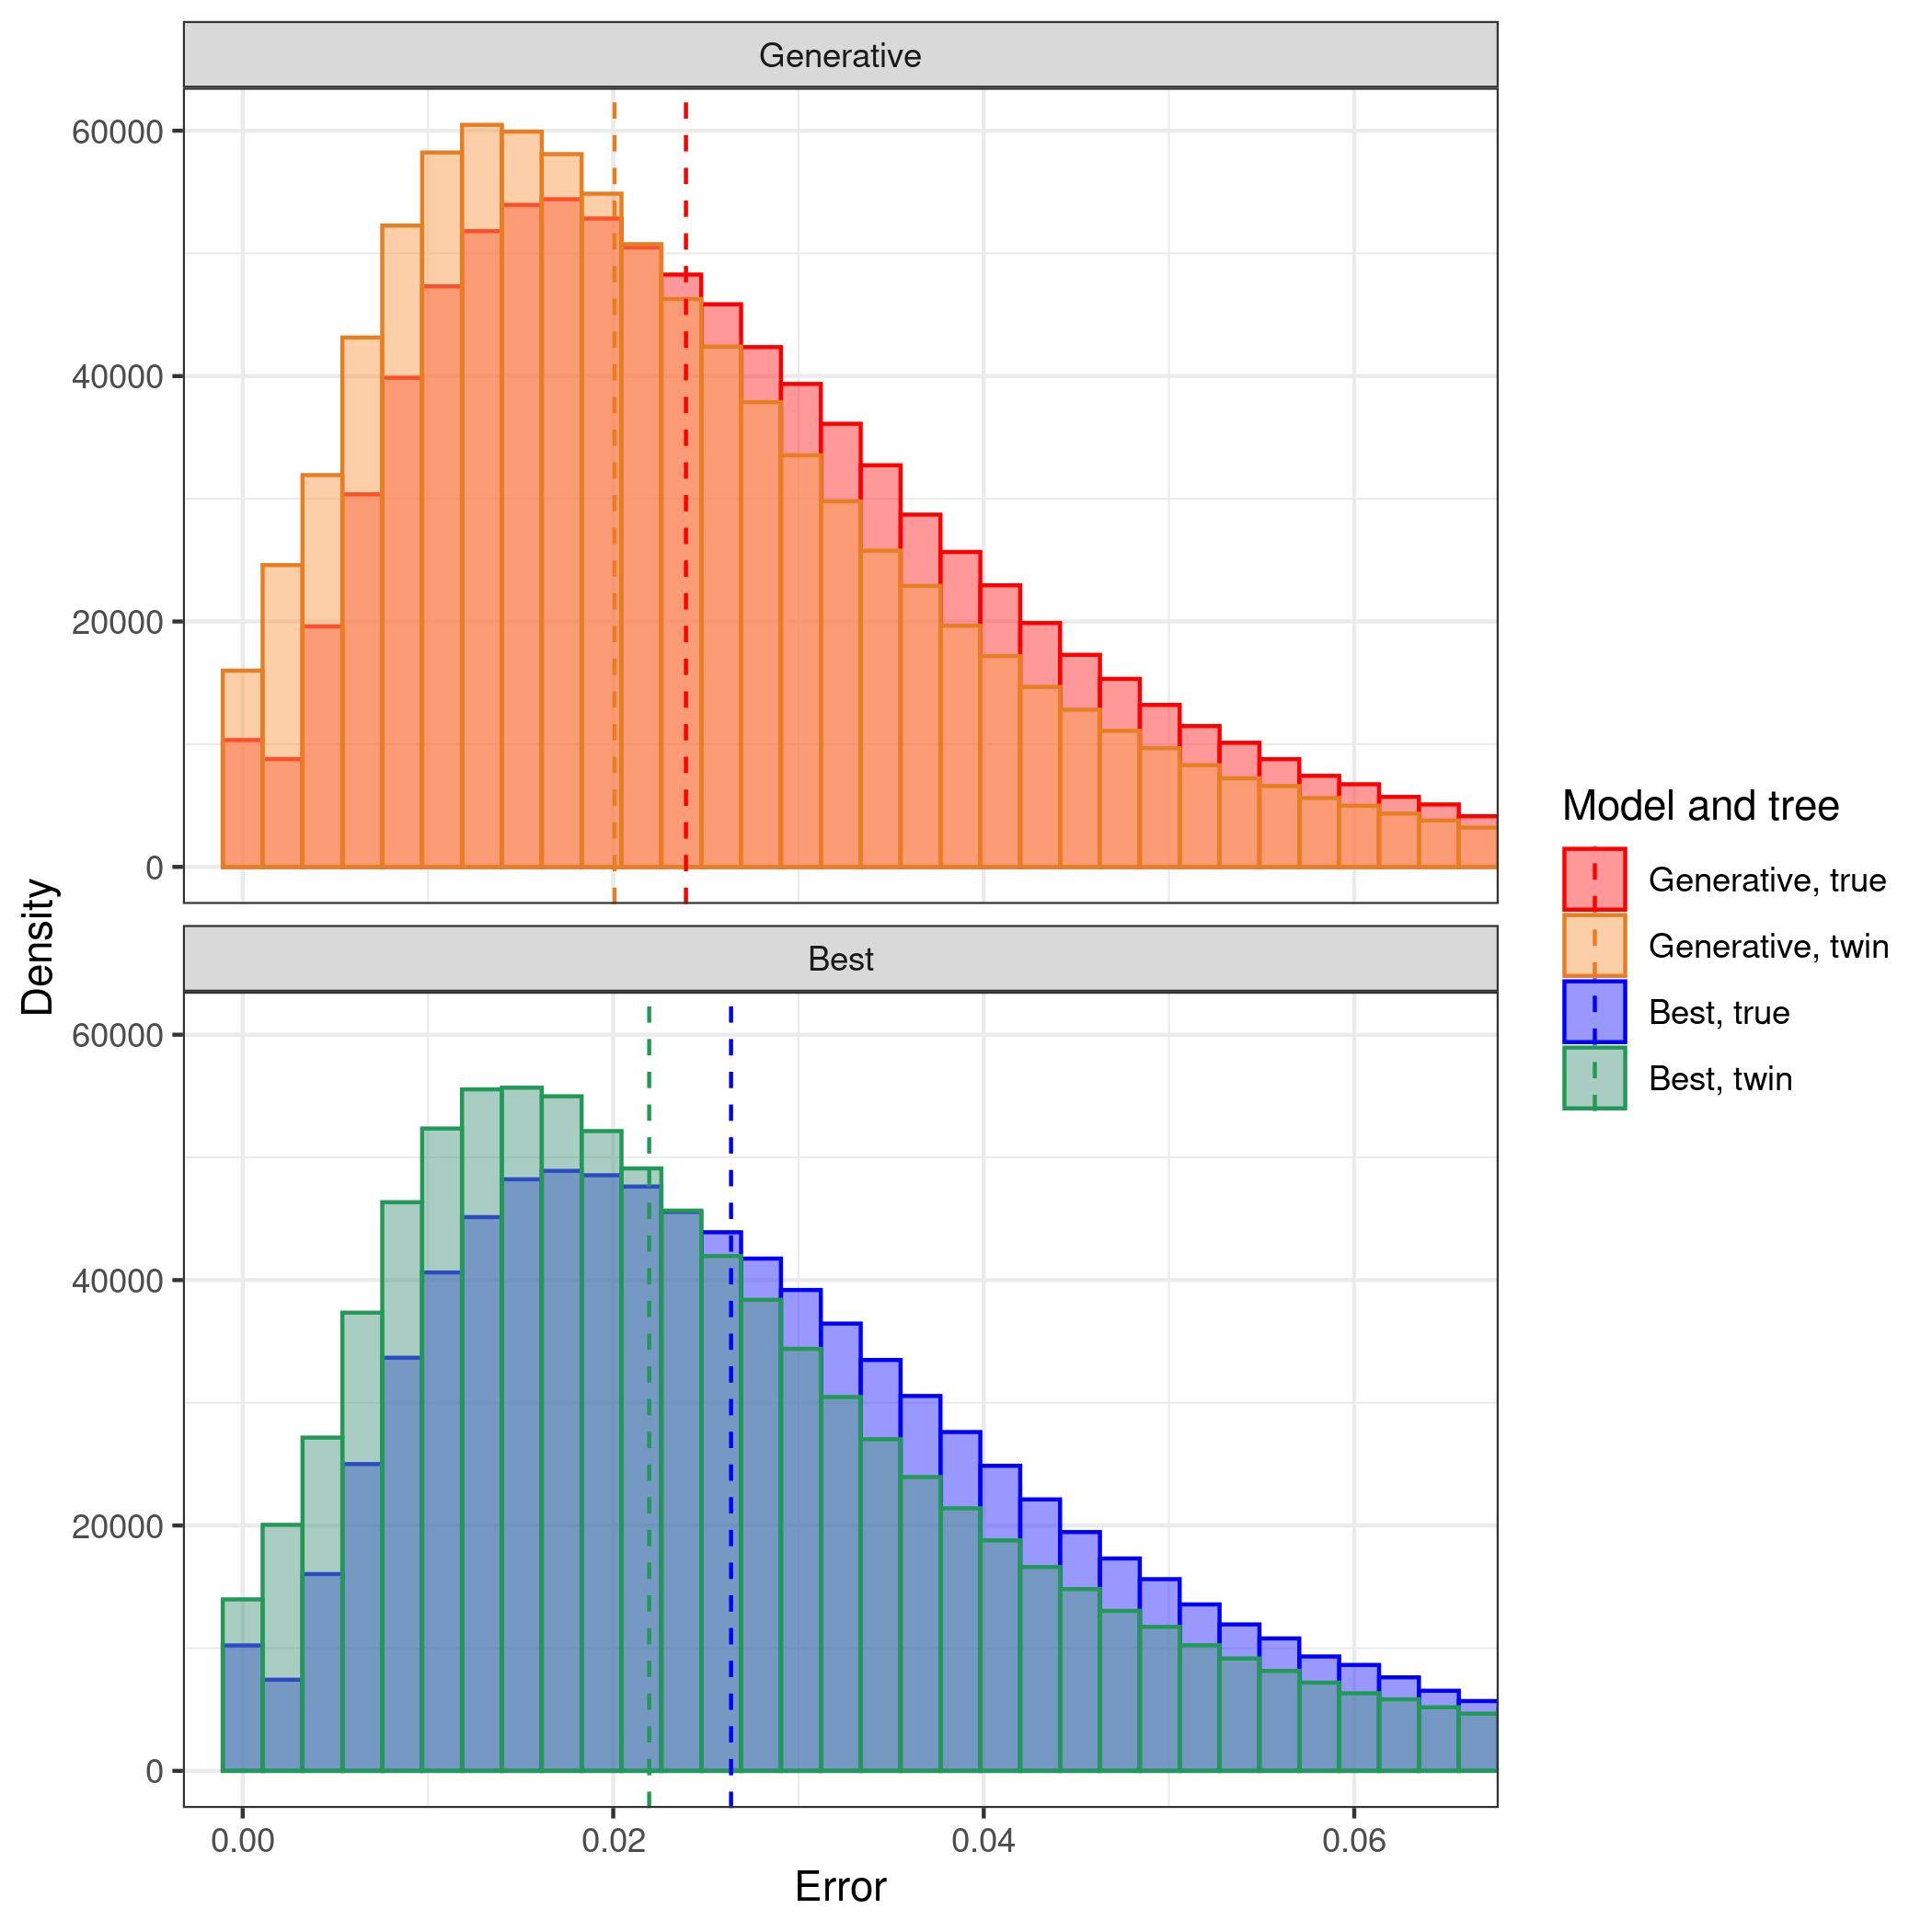 Generative
60000
40000
20000
0
Density
Best
60000
40000
20000
0
0.00 0.02 0.04 0.06
Error
Model and tree
Generative, true
Generative, twin
Best, true
Best, twin